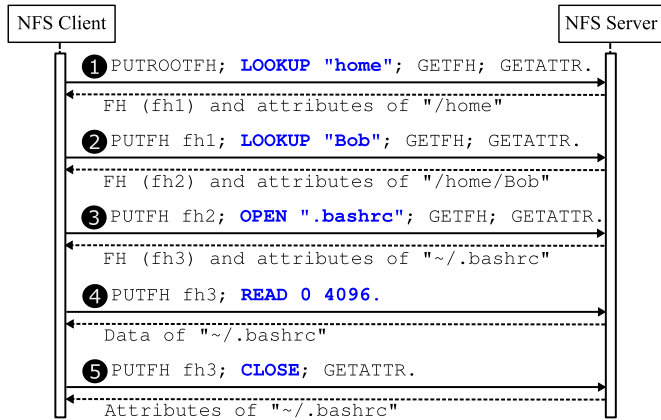 NFS Client
NFS Server
1 PUTROOTFH; LOOKUP "home"; GETFH; GETATTR.
FH (fh1) and attributes of "/home"
2 PUTFH fh1; LOOKUP "Bob"; GETFH; GETATTR.
FH (fh2) and attributes of "/home/Bob"
3 PUTFH fh2; OPEN ".bashrc"; GETFH; GETATTR.
FH (fh3) and attributes of "~/.bashrc"
4 PUTFH fh3; READ 0 4096.
Data of "~/.bashrc"
5 PUTFH fh3; CLOSE; GETATTR.
Attributes of "~/.bashrc"